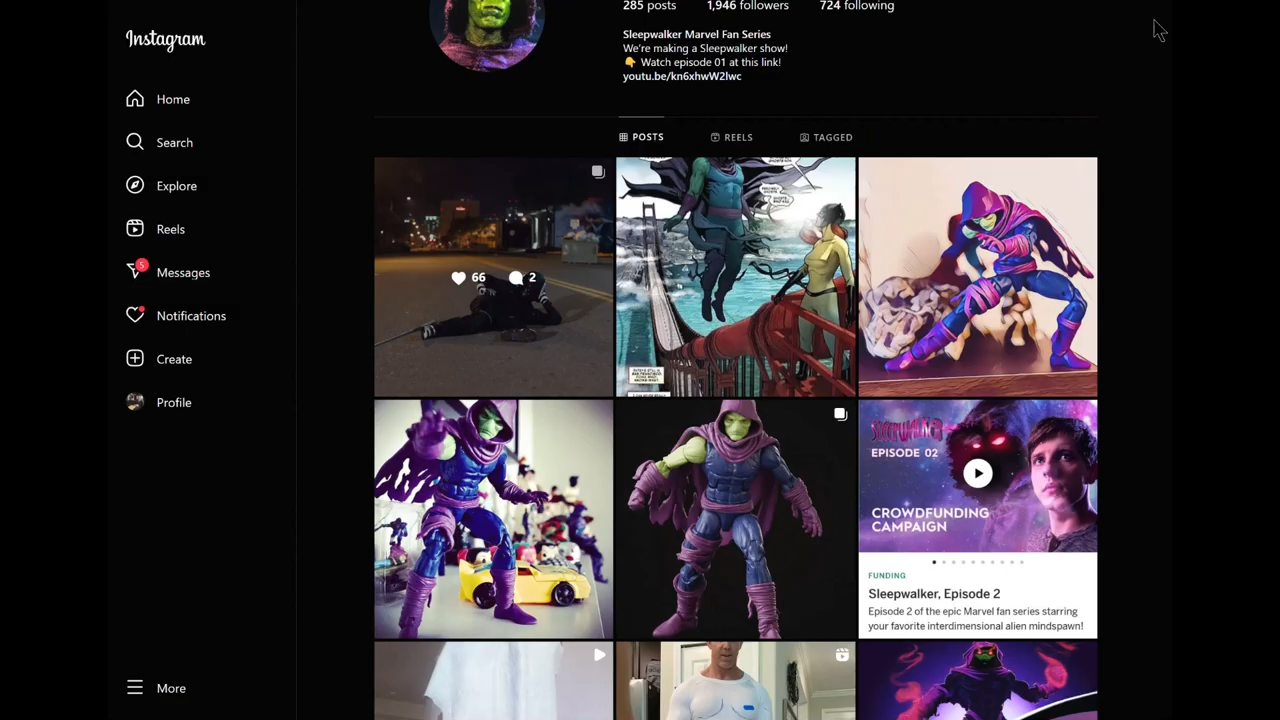 Instagram
Home
Search
Explore
Reels
5
Messages
Notifications
Create
Profile
More
285 posts 1,946 followers 724 following
Sleepwalker Marvel Fan Series
We're making a Sleepwalker show!
👇 Watch episode 01 at this link!
youtu.be/kn6xhwW2lwc
POSTS REELS TAGGED
66 2
SLEEPWALKER
EPISODE 02
CROWDFUNDING
CAMPAIGN
FUNDING
Sleepwalker, Episode 2
Episode 2 of the epic Marvel fan series starring
your favorite interdimensional alien mindspawn!